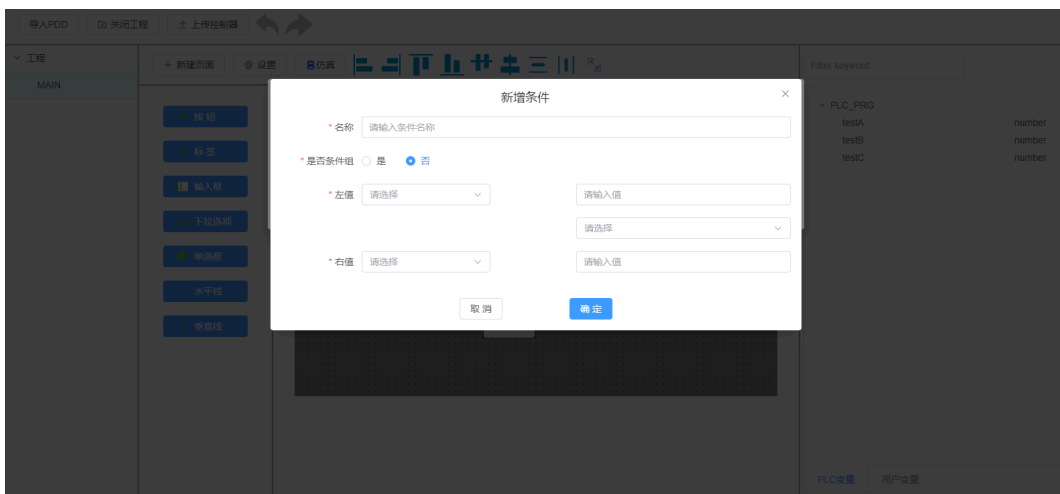 导入PDD 关闭工程 上传控制器
工程
MAIN
新建页面 设置 仿真
Filter keyword
新增条件
按钮
标签
输入框
下拉选项
单选框
水平线
垂直线
* 名称 请输入条件名称
* 是否条件组 是 否
* 左值 请选择 请输入值
请选择
* 右值 请选择 请输入值
取消 确定
PLC_PRG
testA number
testB number
testC number
PLC变量 用户变量